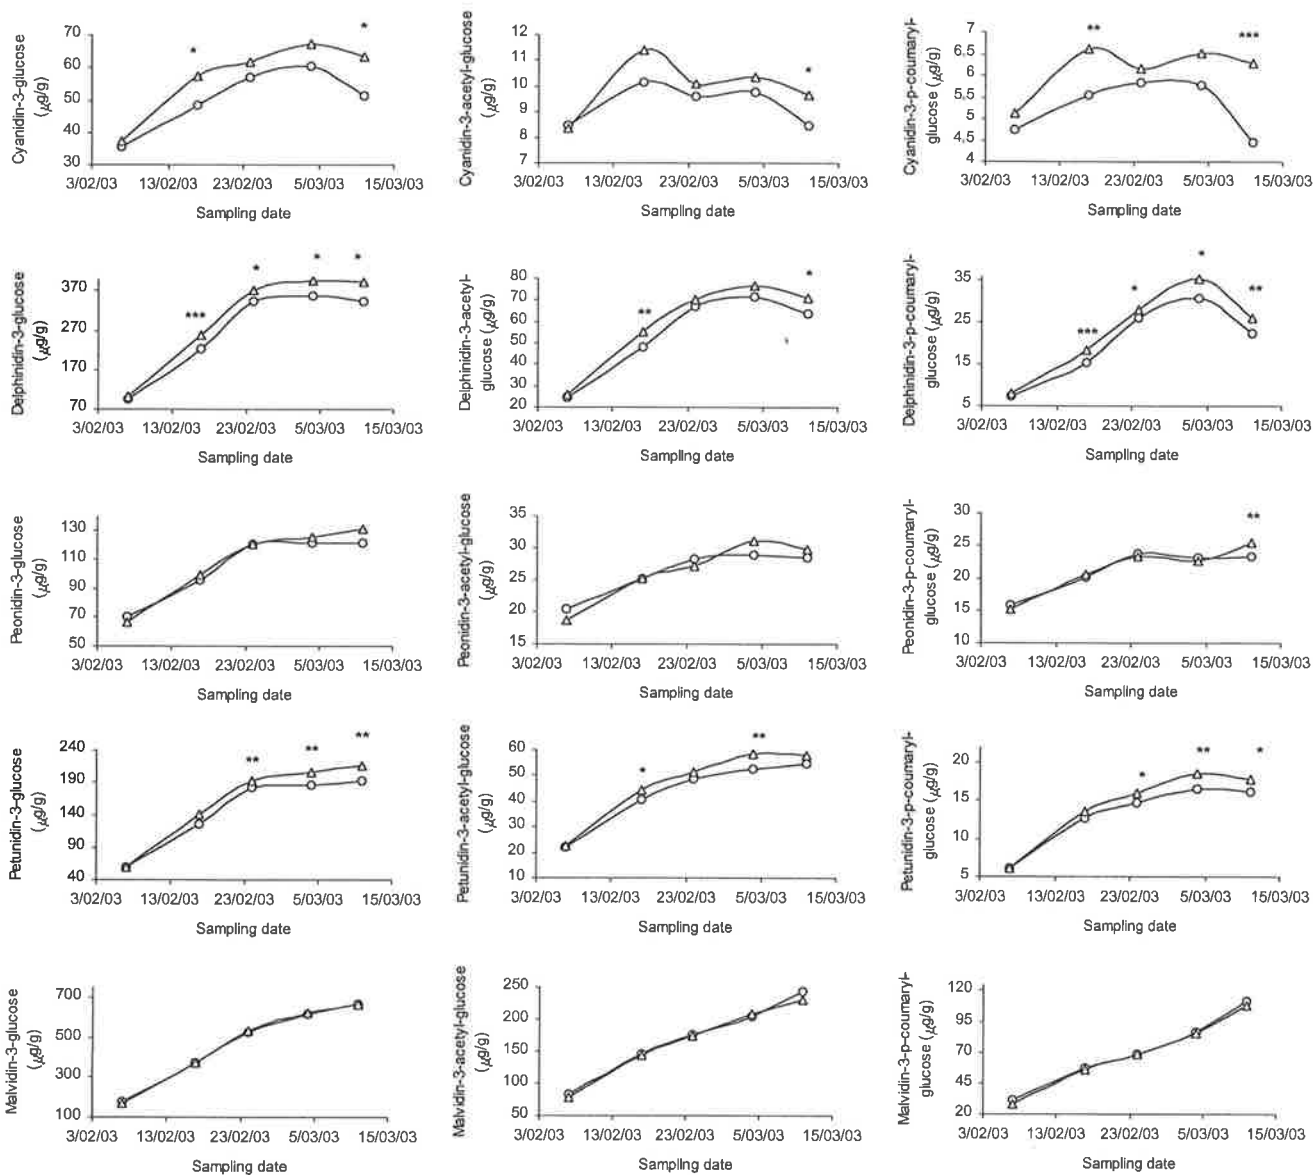 Cyanidin-3-glucose
(µg/g)
70
60
50
40
30
*
*
3/02/03 13/02/03 23/02/03 5/03/03 15/03/03
Sampling date
Cyanidin-3-acetyl-glucose
(µg/g)
12
11
10
9
8
7
*
3/02/03 13/02/03 23/02/03 5/03/03 15/03/03
Sampling date
Cyanidin-3-p-coumaryl-
glucose (µg/g)
7
6.5
6
5,5
5
4,5
4
**
***
3/02/03 13/02/03 23/02/03 5/03/03 15/03/03
Sampling date
Delphinidin-3-glucose
(µg/g)
370
270
170
70
***
*
*
*
3/02/03 13/02/03 23/02/03 5/03/03 15/03/03
Sampling date
Delphinidin-3-acetyl-
glucose (µg/g)
80
70
60
50
40
30
20
**
*
3/02/03 13/02/03 23/02/03 5/03/03 15/03/03
Sampling date
Delphinidin-3-p-coumaryl-
glucose (µg/g)
35
25
15
5
***
*
*
**
3/02/03 13/02/03 23/02/03 5/03/03 15/03/03
Sampling date
Peonidin-3-glucose
(µg/g)
130
110
90
70
50
3/02/03 13/02/03 23/02/03 5/03/03 15/03/03
Sampling date
Peonidin-3-acetyl-glucose
(µg/g)
35
30
25
20
15
3/02/03 13/02/03 23/02/03 5/03/03 15/03/03
Sampling date
Peonidin-3-p-coumaryl-
glucose (µg/g)
30
25
20
15
10
**
3/02/03 13/02/03 23/02/03 5/03/03 15/03/03
Sampling date
Petunidin-3-glucose
(µg/g)
240
190
140
90
40
**
**
**
3/02/03 13/02/03 23/02/03 5/03/03 15/03/03
Sampling date
Petunidin-3-acetyl-glucose
(µg/g)
60
50
40
30
20
10
*
**
3/02/03 13/02/03 23/02/03 5/03/03 15/03/03
Sampling date
Petunidin-3-p-coumaryl-
glucose (µg/g)
20
15
10
5
*
**
*
3/02/03 13/02/03 23/02/03 5/03/03 15/03/03
Sampling date
Malvidin-3-glucose
(µg/g)
700
500
300
100
3/02/03 13/02/03 23/02/03 5/03/03 15/03/03
Sampling date
Malvidin-3-acetyl-glucose
(µg/g)
250
200
150
100
50
3/02/03 13/02/03 23/02/03 5/03/03 15/03/03
Sampling date
Malvidin-3-p-coumaryl-
glucose (µg/g)
120
95
70
45
20
3/02/03 13/02/03 23/02/03 5/03/03 15/03/03
Sampling date